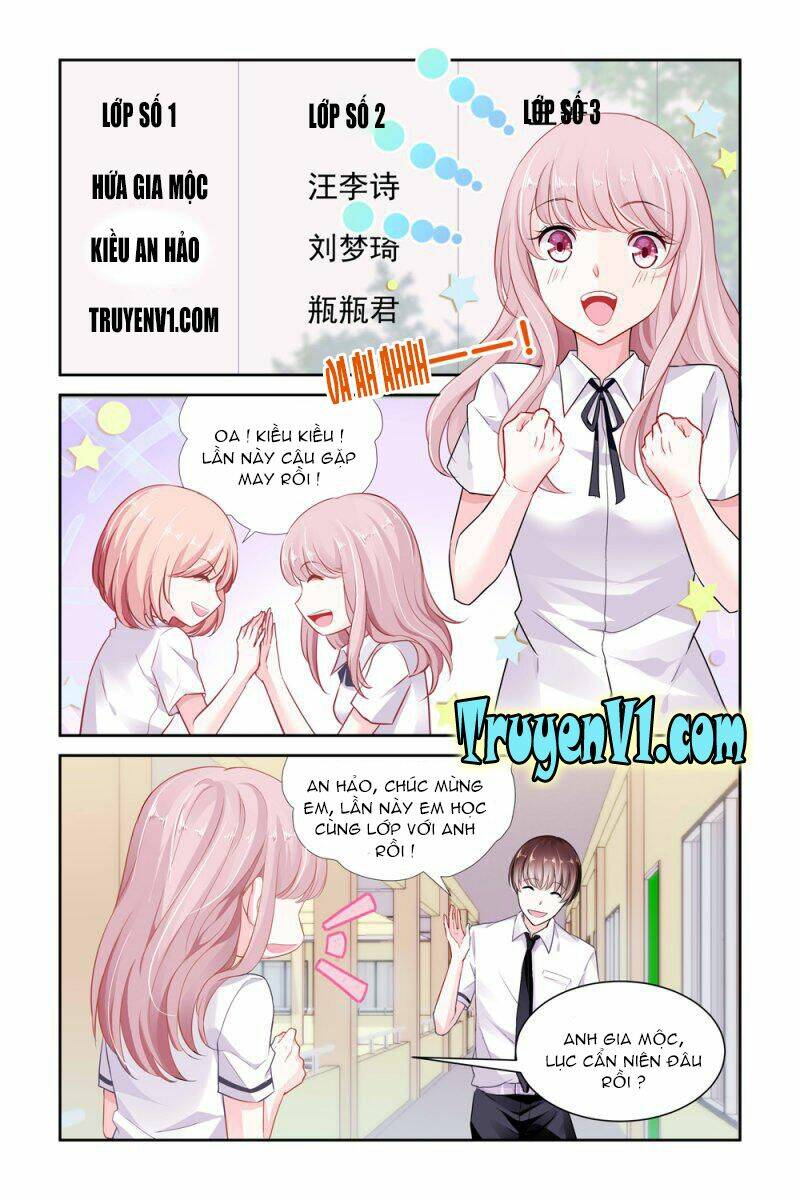 LỚP SỐ 1
LỚP SỐ 2
LỚP SỐ 3
HỨA GIA MỘC
汪李诗
KIỀU AN HẢO
刘梦琦
TRUYENV1.COM
瓶瓶君
OA AH AHHH——!
OA ! KIỀU KIỀU !
LẦN NÀY CẬU GẶP
MAY RỒI !
TruyenV1.com
AN HẢO, CHÚC MỪNG
EM, LẦN NÀY EM HỌC
CÙNG LỚP VỚI ANH
RỒI !
ANH GIA MỘC,
LỤC CẨN NIÊN ĐÂU
RỒI ?